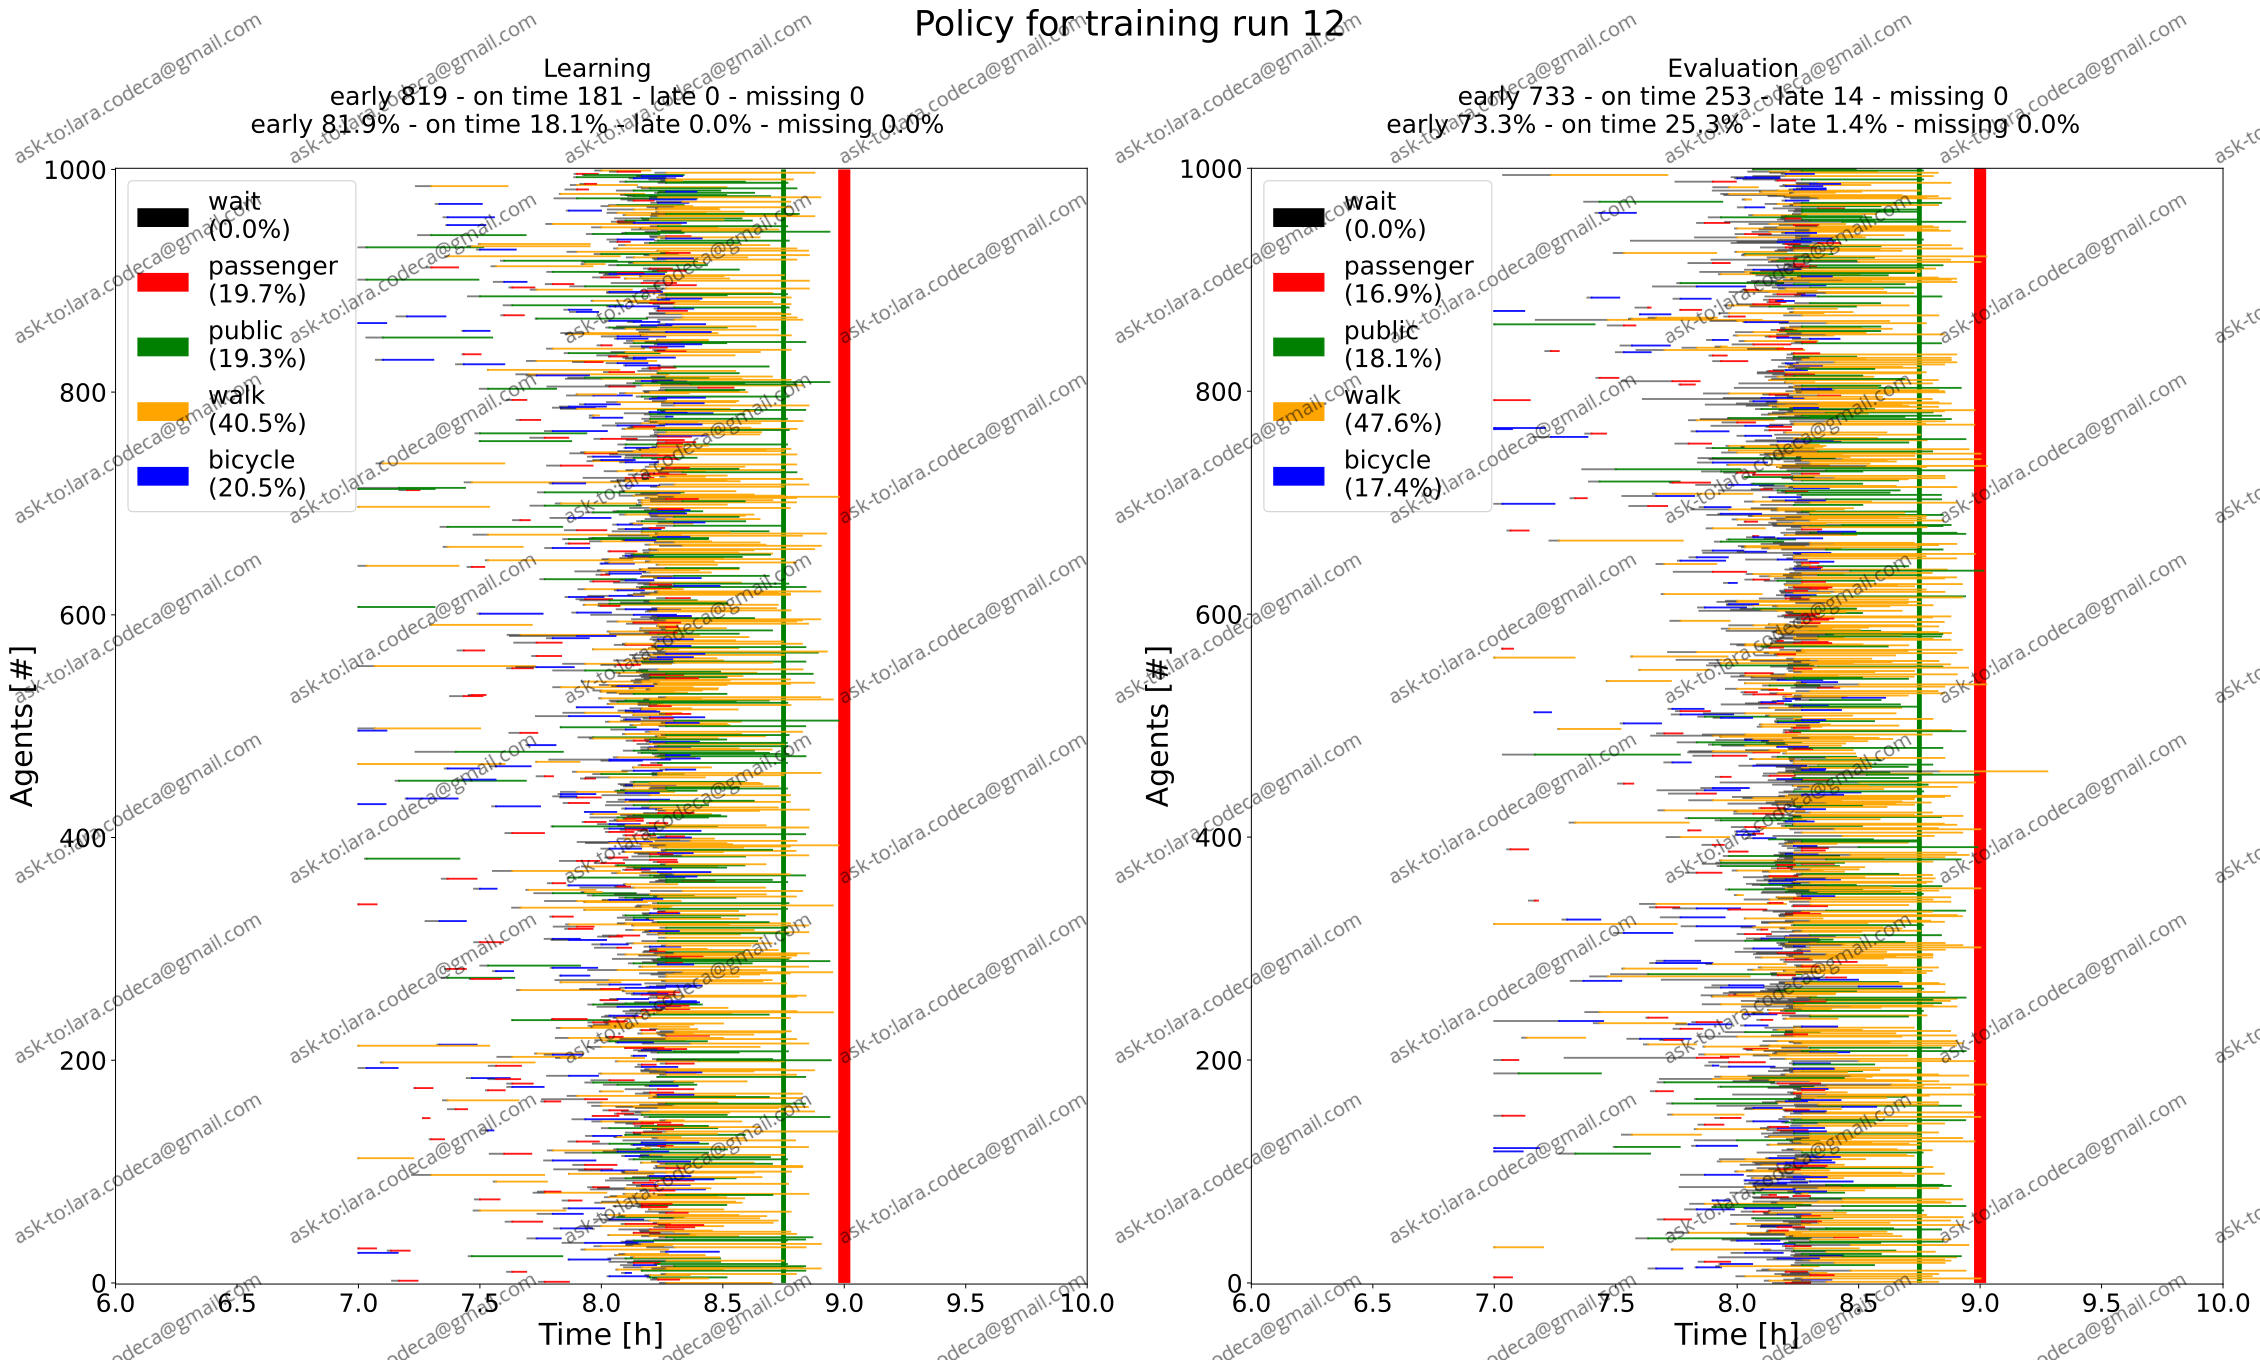 Policy for training run 12
Learning
early 819 - on time 181 - late 0 - missing 0
early 81.9% - on time 18.1% - late 0.0% - missing 0.0%
1000
800
600
400
200
0
Agents [#]
wait
(0.0%)
passenger
(19.7%)
public
(19.3%)
walk
(40.5%)
bicycle
(20.5%)
6.0 6.5 7.0 7.5 8.0 8.5 9.0 9.5 10.0
Time [h]
Evaluation
early 733 - on time 253 - late 14 - missing 0
early 73.3% - on time 25.3% - late 1.4% - missing 0.0%
1000
800
600
400
200
0
Agents [#]
wait
(0.0%)
passenger
(16.9%)
public
(18.1%)
walk
(47.6%)
bicycle
(17.4%)
6.0 6.5 7.0 7.5 8.0 8.5 9.0 9.5 10.0
Time [h]
ask-to:lara.codeca@gmail.com